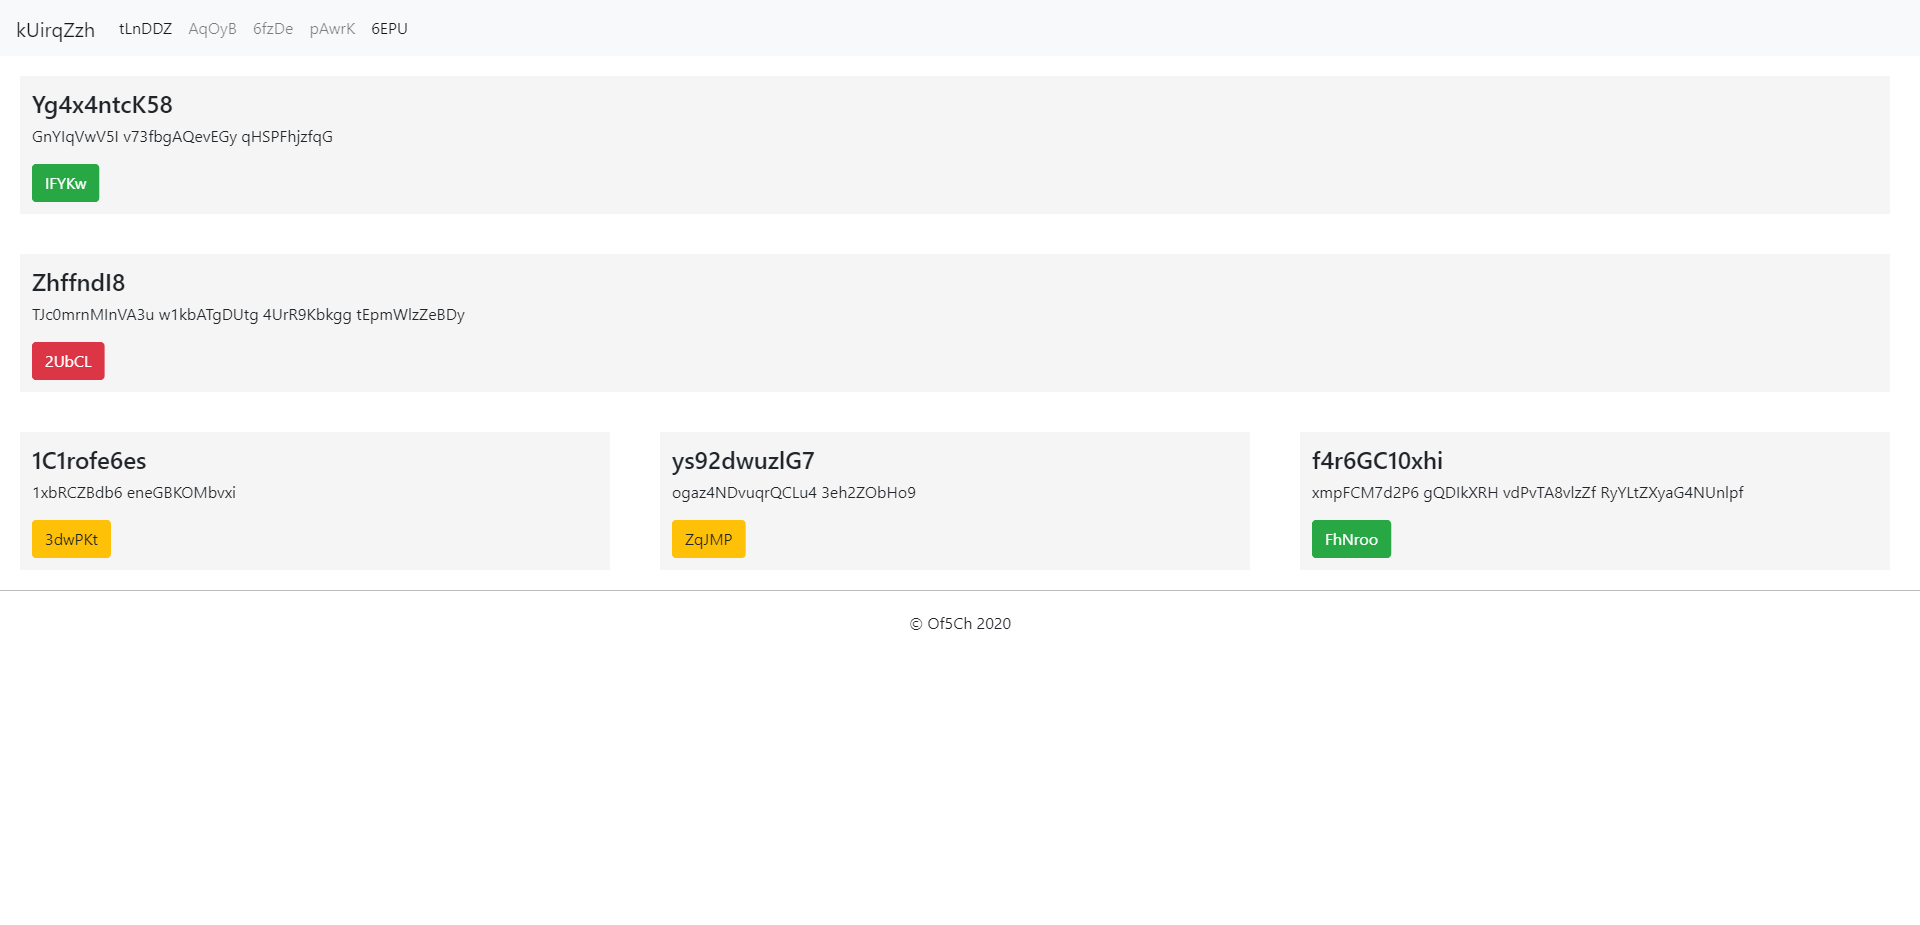 kUirqZzh tLnDDZ AqOyB 6fzDe pAwrK 6EPU
Yg4x4ntcK58
GnYIqVwV5I v73fbgAQevEGy qHSPFhjzfqG
IFYKw
ZhffndI8
TJc0mrnMInVA3u w1kbATgDUtg 4UrR9Kbkgg tEpmWlzZeBDy
2UbCL
1C1rofe6es
1xbRCZBdb6 eneGBKOMbvxi
3dwPKt
ys92dwuzlG7
ogaz4NDvuqrQCLu4 3eh2ZObHo9
ZqJMP
f4r6GC10xhi
xmpFCM7d2P6 gQDIkXRH vdPvTA8vlzZf RyYLtZXyaG4NUnlpf
FhNroo
© Of5Ch 2020